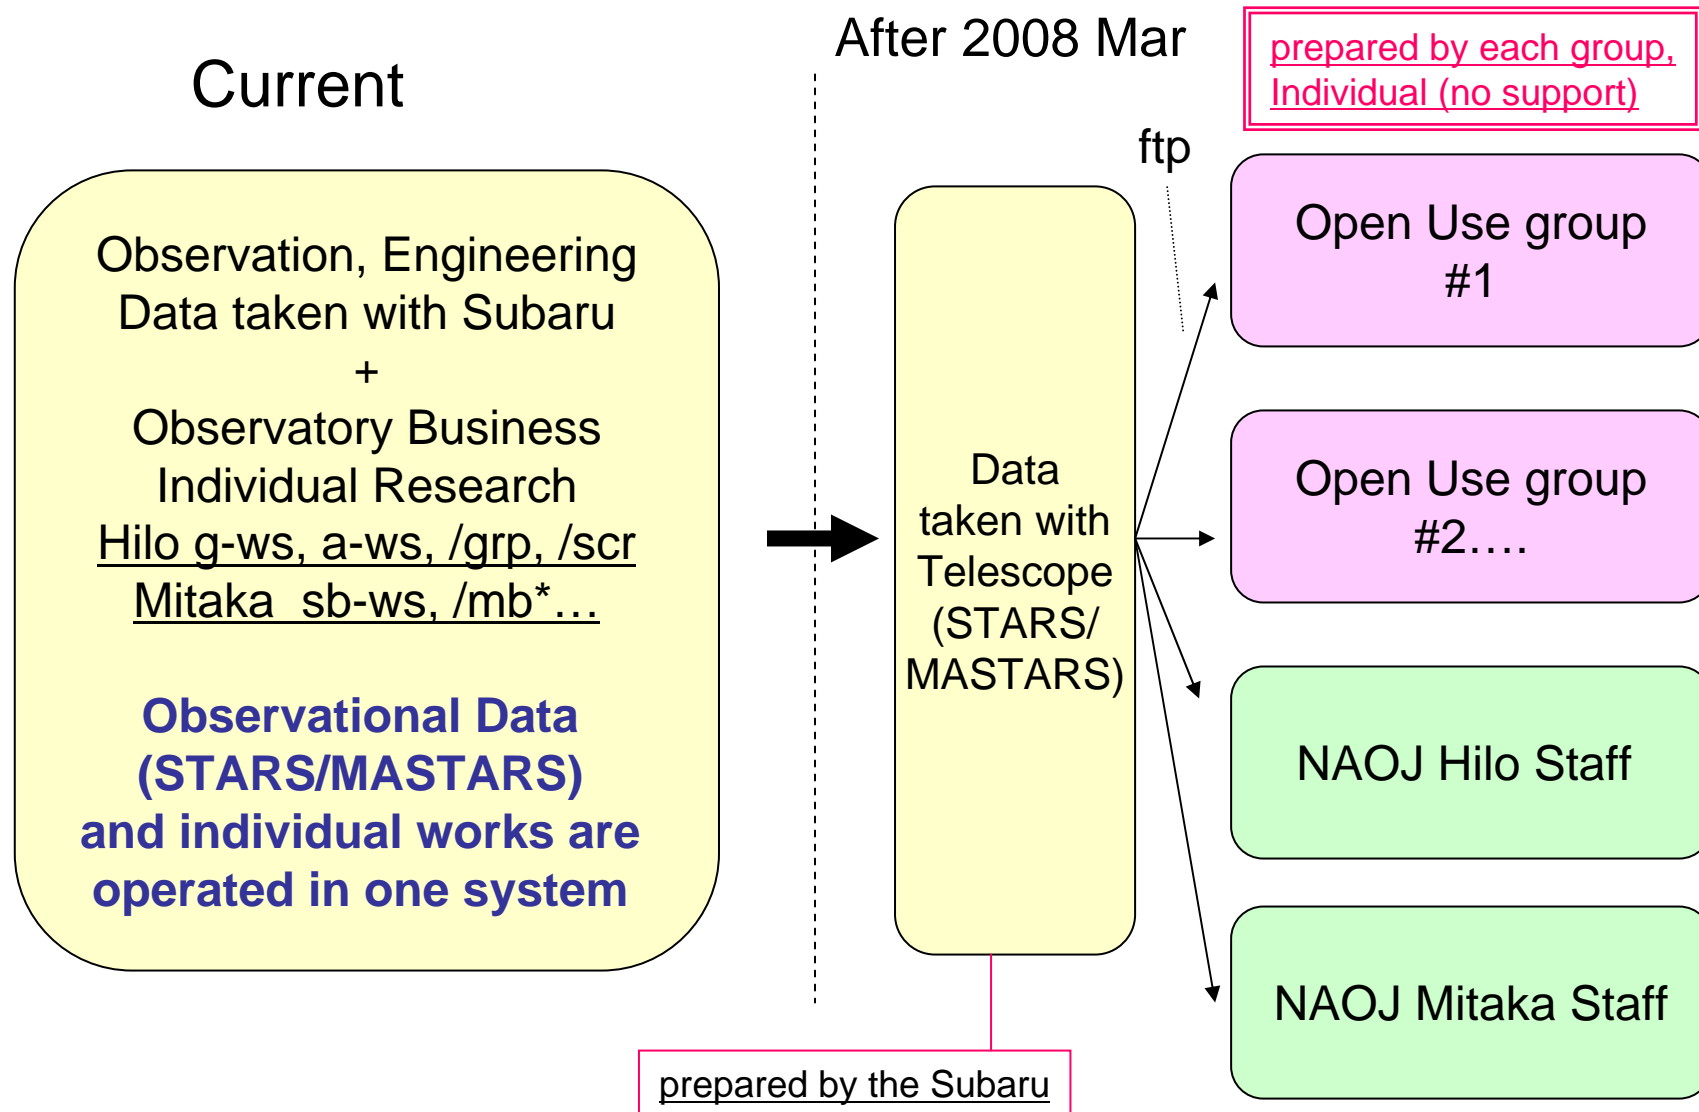 Current
Observation, Engineering
Data taken with Subaru
+
Observatory Business
Individual Research
Hilo g-ws, a-ws, /grp, /scr
Mitaka  sb-ws, /mb*…
Observational Data
(STARS/MASTARS)
and individual works are
operated in one system
After 2008 Mar
prepared by each group,
Individual (no support)
ftp
Data
taken with
Telescope
(STARS/
MASTARS)
Open Use group
#1
Open Use group
#2….
NAOJ Hilo Staff
NAOJ Mitaka Staff
prepared by the Subaru